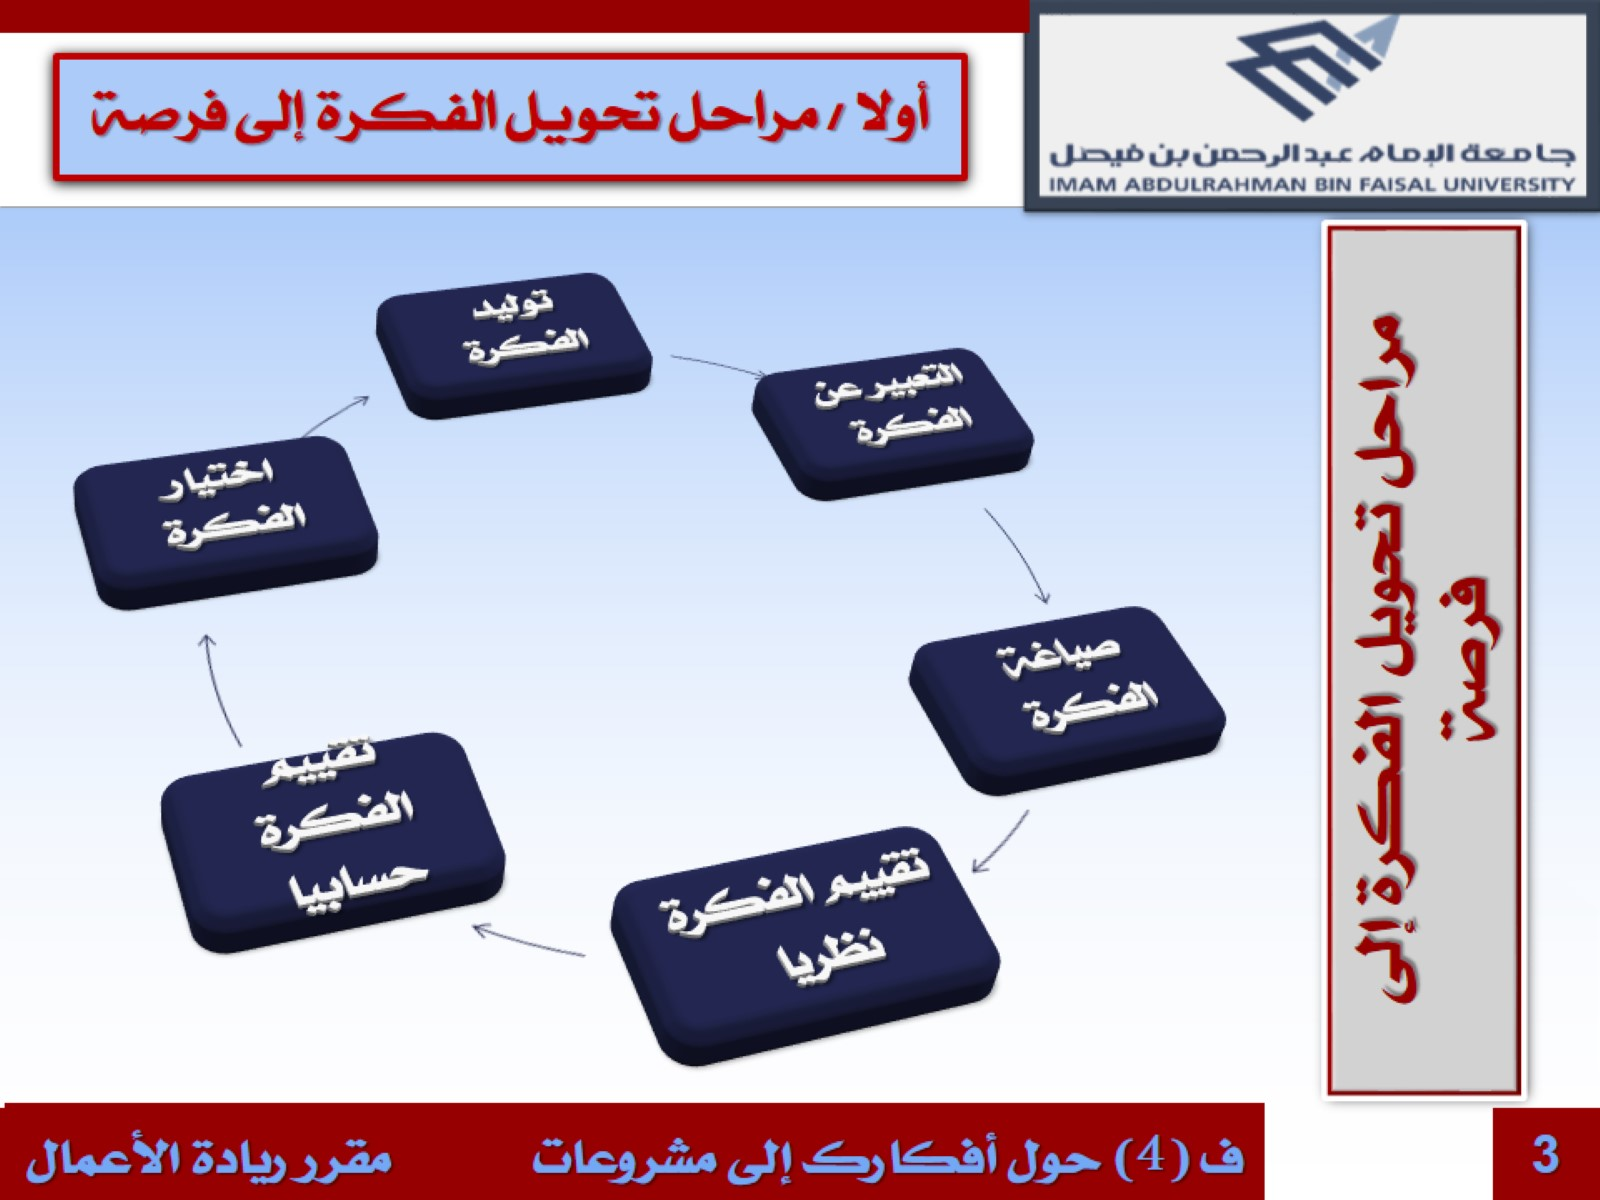 أولا / مراحل تحويل الفكرة إلى فرصة
جامعة الإمام عبدالرحمن بن فيصل
IMAM ABDULRAHMAN BIN FAISAL UNIVERSITY
مراحل تحويل الفكرة إلى
فرصة
توليد
الفكرة
التعبير عن
الفكرة
صياغة
الفكرة
تقييم الفكرة
نظريا
تقييم
الفكرة
حسابيا
اختيار
الفكرة
3
ف (4) حول أفكارك إلى مشروعات
مقرر ريادة الأعمال